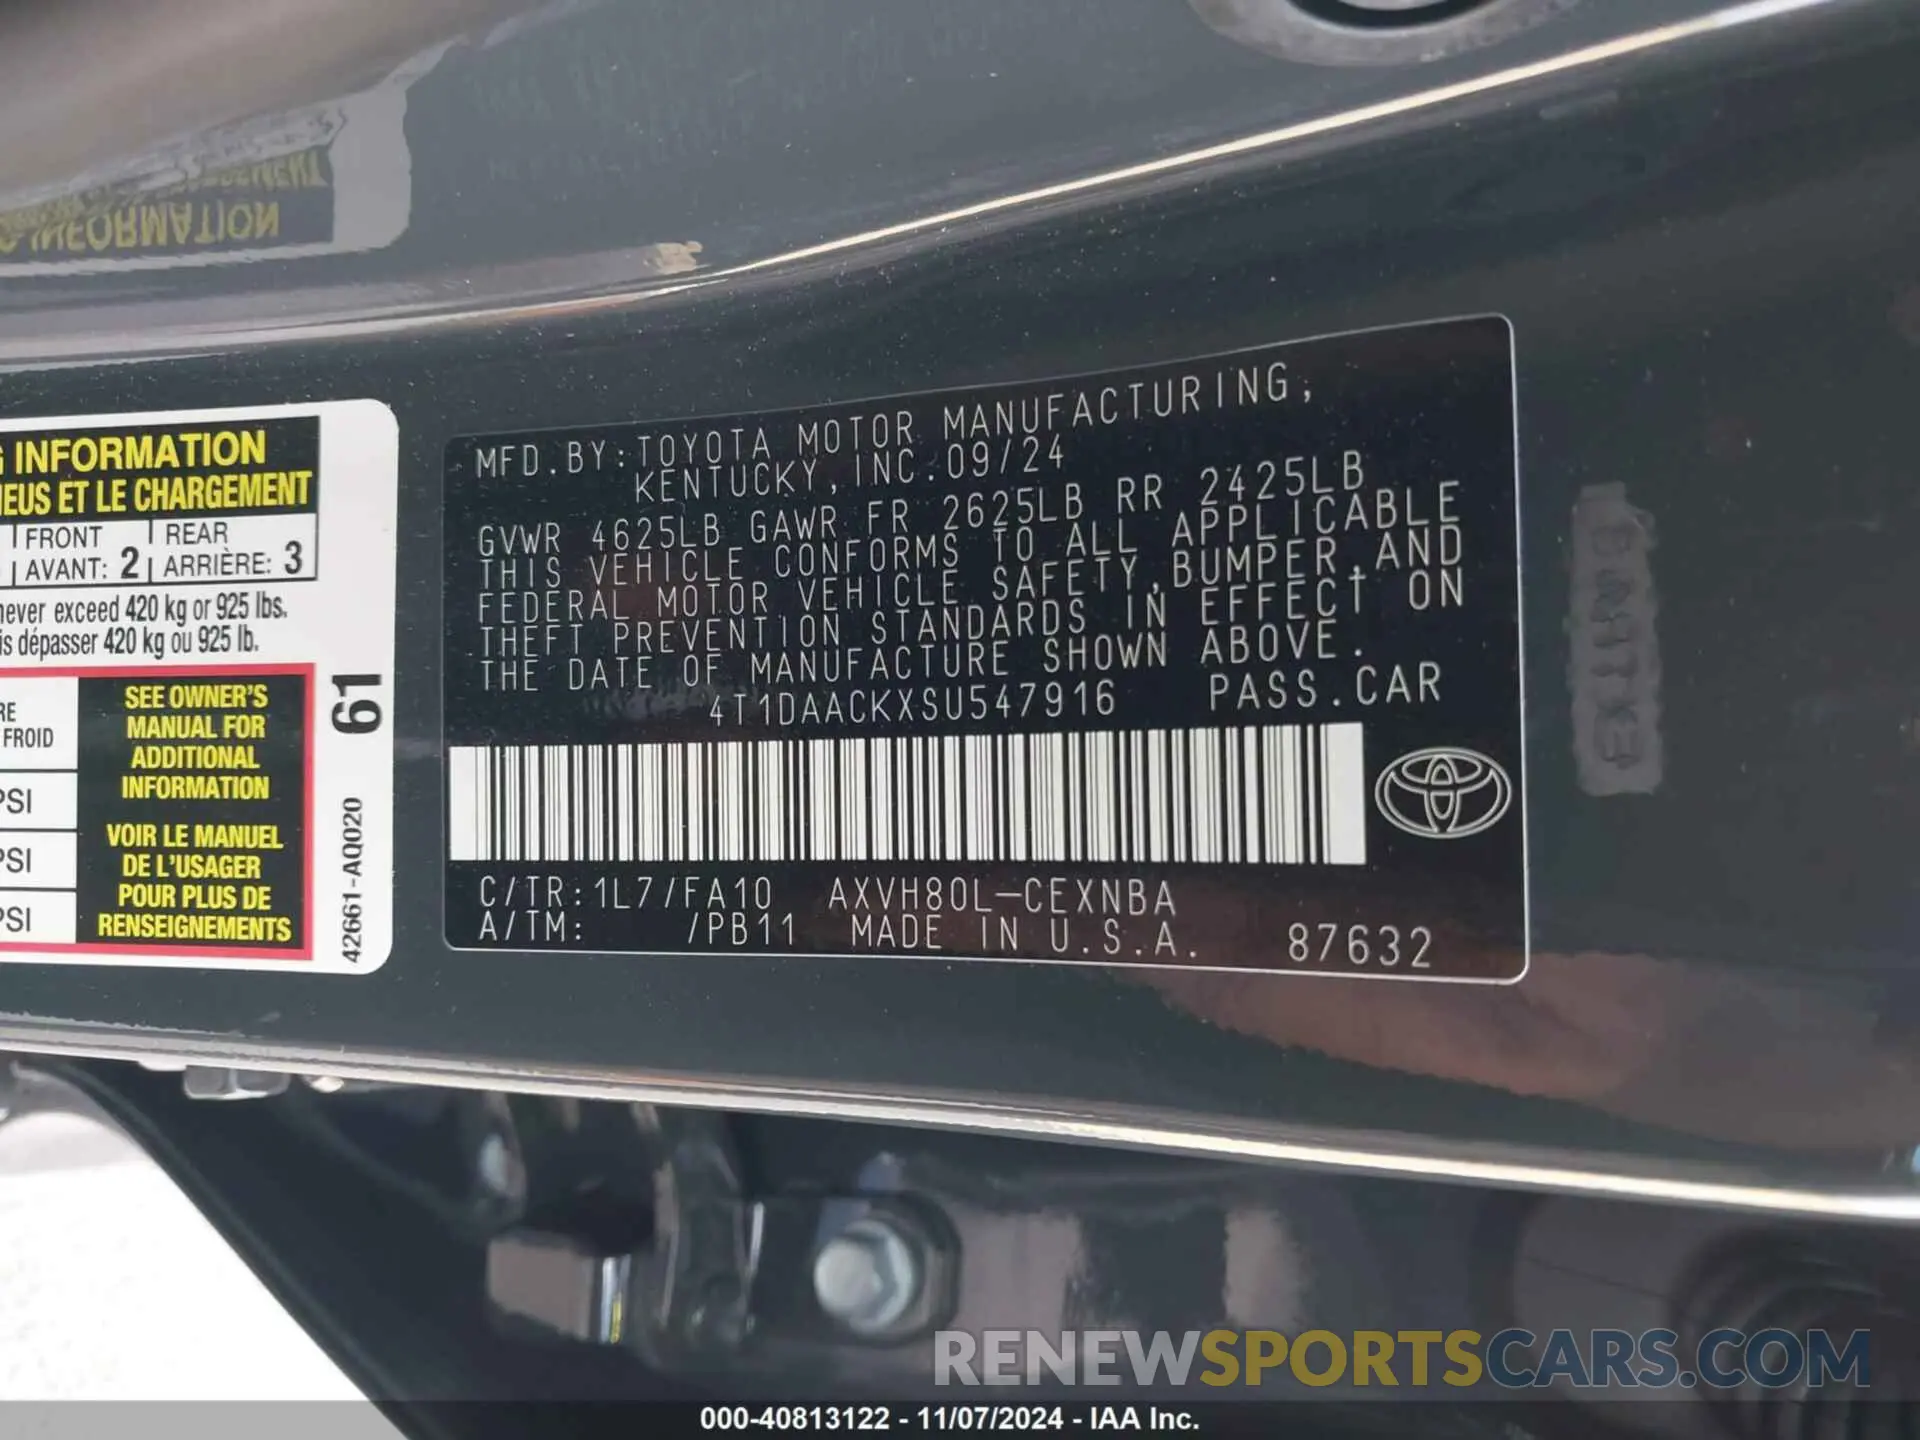 G INFORMATION
NEUS ET LE CHARGEMENT
FRONT REAR
AVANT: 2 ARRIÈRE: 3
never exceed 420 kg or 925 lbs.
is dépasser 420 kg ou 925 lb.
RE
FROID
PSI
PSI
PSI
SEE OWNER'S
MANUAL FOR
ADDITIONAL
INFORMATION
VOIR LE MANUEL
DE L'USAGER
POUR PLUS DE
RENSEIGNEMENTS
61
42661-AQ020
MFD.BY:TOYOTA MOTOR MANUFACTURING,
KENTUCKY, INC. 09/24
GVWR 4625LB GAWR FR 2625LB RR 2425LB
THIS VEHICLE CONFORMS TO ALL APPLICABLE
FEDERAL MOTOR VEHICLE SAFETY,BUMPER,AND
THEFT PREVENTION STANDARDS IN EFFECT ON
THE DATE OF MANUFACTURE SHOWN ABOVE.
4T1DAACKXSU547916 PASS.CAR
C/TR:1L7/FA10 AXVH80L-CEXNBA
A/TM: /PB11 MADE IN U.S.A. 87632
RENEWSPORTSCARS.COM
000-40813122 - 11/07/2024 - IAA Inc.